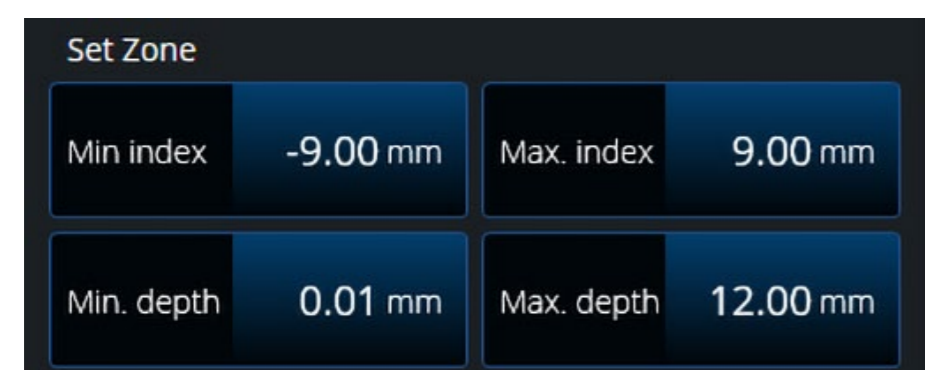 Set Zone
Min index -9.00 mm Max. index 9.00 mm
Min. depth 0.01 mm Max. depth 12.00 mm